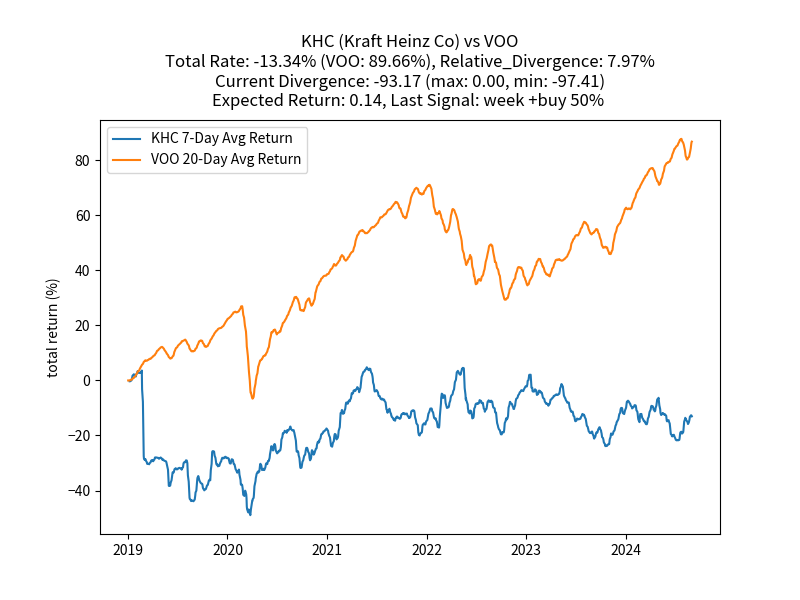 KHC (Kraft Heinz Co) vs VOO
Total Rate: -13.34% (VOO: 89.66%), Relative_Divergence: 7.97%
Current Divergence: -93.17 (max: 0.00, min: -97.41)
Expected Return: 0.14, Last Signal: week +buy 50%
KHC 7-Day Avg Return
VOO 20-Day Avg Return
total return (%)
80
60
40
20
0
−20
−40
2019
2020
2021
2022
2023
2024